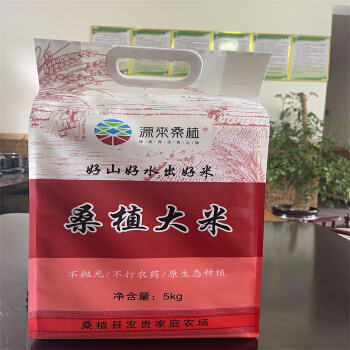 源來桑植
好山好水出好米
桑植大米
不抛光/不打农药/原生态种植
净含量：5kg
桑植县发贵家庭农场